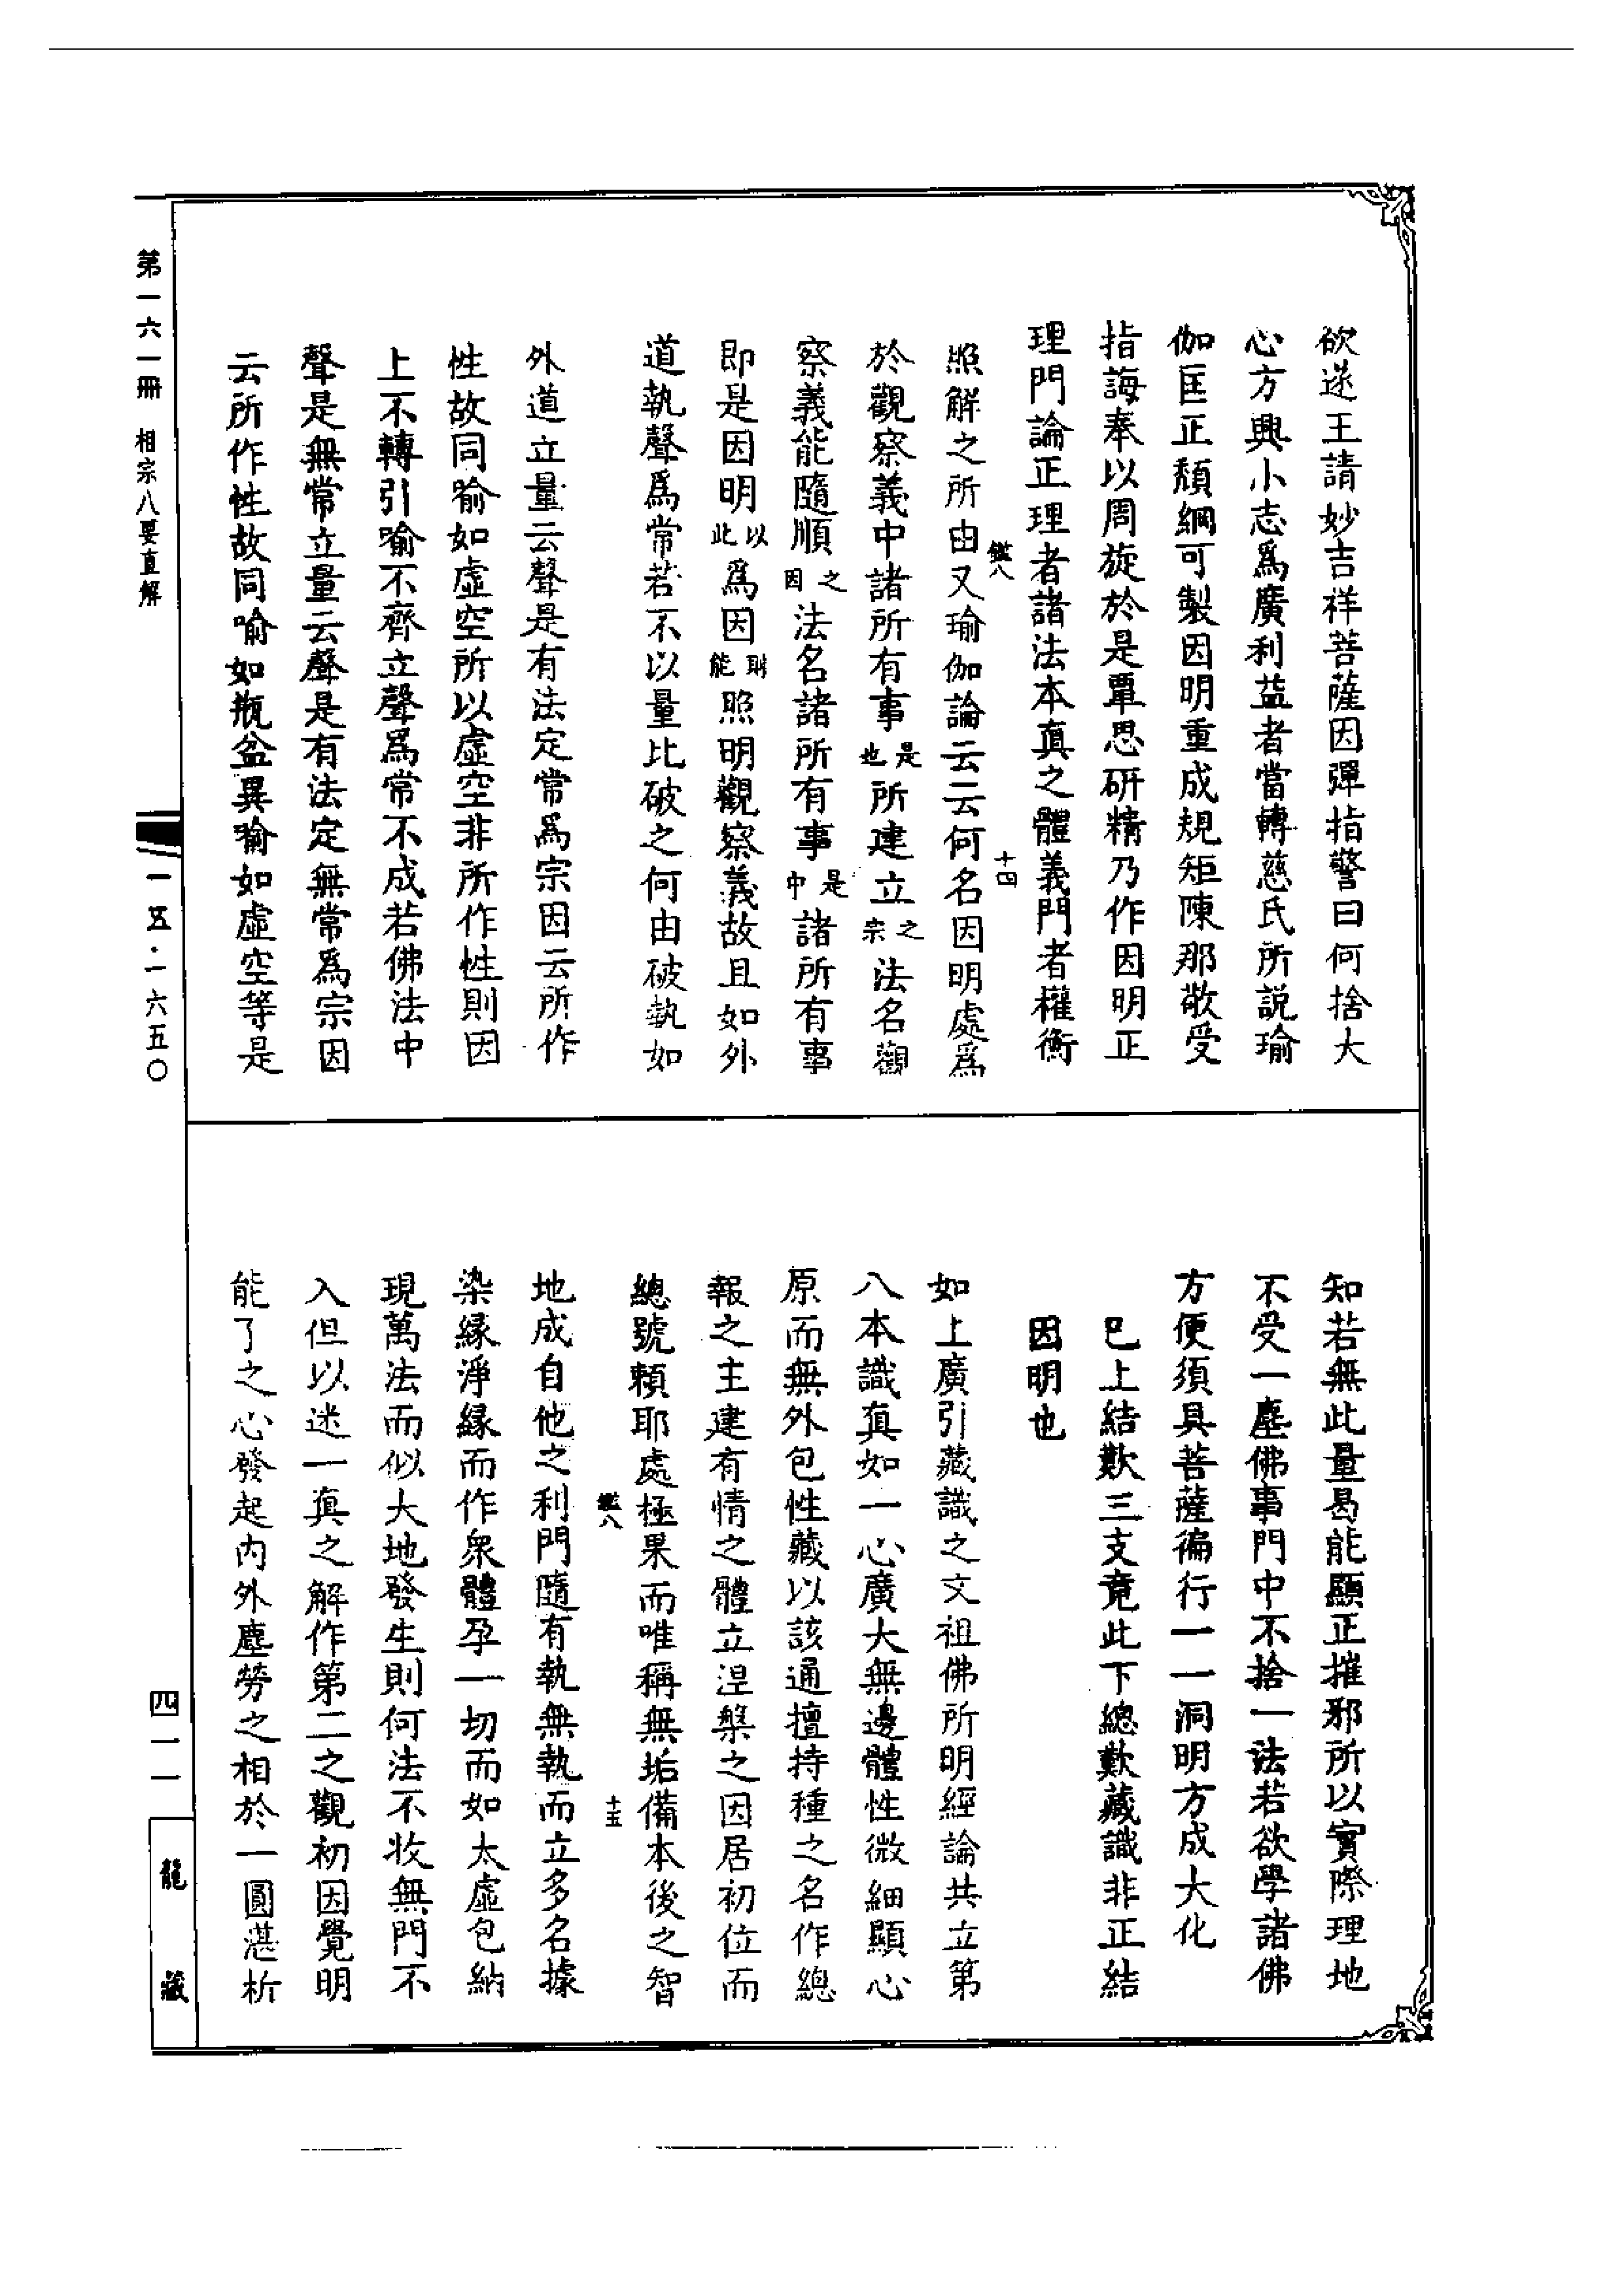 欲遂王請妙吉祥菩薩因彈指警曰何捨大
心方興小志爲廣利益者當轉慈氏所説瑜
伽匡正頹綱可製因明重成規矩陳那敬受
指誨奉以周旋於是覃思研精乃作因明正
理門論正理者諸法本眞之體義門者權衡
鑑八
十四
照解之所由又瑜伽論云云何名因明處爲
於觀察義中諸所有事是也所建立之宗法名觀
察義能隨順之因法名諸所有事是中諸所有事
即是因明以此爲因則能照明觀察義故且如外
道執聲爲常若不以量比破之何由破執如
外道立量云聲是有法定常爲宗因云所作
性故同喻如虛空所以虛空非所作性則因
上不轉引喻不齊立聲爲常不成若佛法中
聲是無常立量云聲是有法定無常爲宗因
云所作性故同喻如瓶盆異喻如虛空等是
知若無此量曷能顯正摧邪所以實際理地
不受一塵佛事門中不捨一法若欲學諸佛
方便須具菩薩徧行一一洞明方成大化
巳上結歎三支竟此下總歎藏識非正結
因明也
如上廣引藏識之文祖佛所明經論共立第
八本識眞如一心廣大無邊體性微細顯心
原而無外包性藏以該通擅持種之名作總
報之主建有情之體立涅槃之因居初位而
總號賴耶處極果而唯稱無垢備本後之智
鑑八
十五
地成自他之利門隨有執無執而立多名據
染緣淨緣而作衆體孕一切而如太虛包納
現萬法而似大地發生則何法不收無門不
入但以迷一眞之解作第二之觀初因覺明
能了之心發起內外塵勞之相於一圓湛析
第一六一冊 相宗八要直解
一五·一六五〇
四一一
龍藏